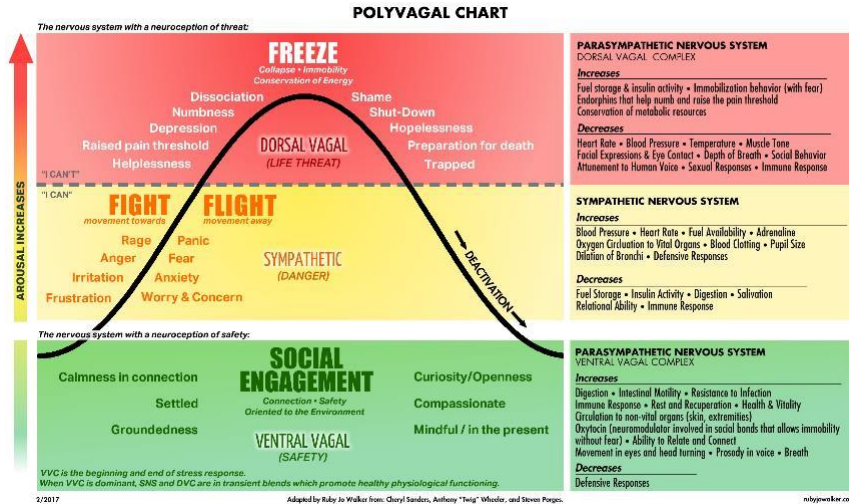 POLYVAGAL CHART
The nervous system with a neuroception of threat:
AROUSAL INCREASES
FREEZE
Collapse • Immobility
Conservation of Energy
Dissociation
Numbness
Depression
Raised pain threshold
Helplessness
Shame
Shut-Down
Hopelessness
Preparation for death
Trapped
DORSAL VAGAL
(LIFE THREAT)
"I CAN'T"
"I CAN"
FIGHT
movement towards
FLIGHT
movement away
Rage
Anger
Irritation
Frustration
Panic
Fear
Anxiety
Worry & Concern
SYMPATHETIC
(DANGER)
DEACTIVATION
The nervous system with a neuroception of safety:
SOCIAL
ENGAGEMENT
Connection • Safety
Oriented to the Environment
Calmness in connection
Settled
Groundedness
Curiosity/Openness
Compassionate
Mindful / in the present
VENTRAL VAGAL
(SAFETY)
VVC is the beginning and end of stress response.
When VVC is dominant, SNS and DVC are in transient blends which promote healthy physiological functioning.
PARASYMPATHETIC NERVOUS SYSTEM
DORSAL VAGAL COMPLEX
Increases
Fuel storage & insulin activity • Immobilization behavior (with fear)
Endorphins that help numb and raise the pain threshold
Conservation of metabolic resources
Decreases
Heart Rate • Blood Pressure • Temperature • Muscle Tone
Facial Expressions & Eye Contact • Depth of Breath • Social Behavior
Attunement to Human Voice • Sexual Responses • Immune Response
SYMPATHETIC NERVOUS SYSTEM
Increases
Blood Pressure • Heart Rate • Fuel Availability • Adrenaline
Oxygen Circluation to Vital Organs • Blood Clotting • Pupil Size
Dilation of Bronchi • Defensive Responses
Decreases
Fuel Storage • Insulin Activity • Digestion • Salivation
Relational Ability • Immune Response
PARASYMPATHETIC NERVOUS SYSTEM
VENTRAL VAGAL COMPLEX
Increases
Digestion • Intestinal Motility • Resistance to Infection
Immune Response • Rest and Recuperation • Health & Vitality
Circulation to non-vital organs (skin, extremities)
Oxytocin (neuromodulator involved in social bonds that allows immobility
without fear) • Ability to Relate and Connect
Movement in eyes and head turning • Prosody in voice • Breath
Decreases
Defensive Responses
2/2017
Adapted by Ruby Jo Walker from: Cheryl Sanders, Anthony "Twig" Wheeler, and Steven Porges.
rubyjowalker.co